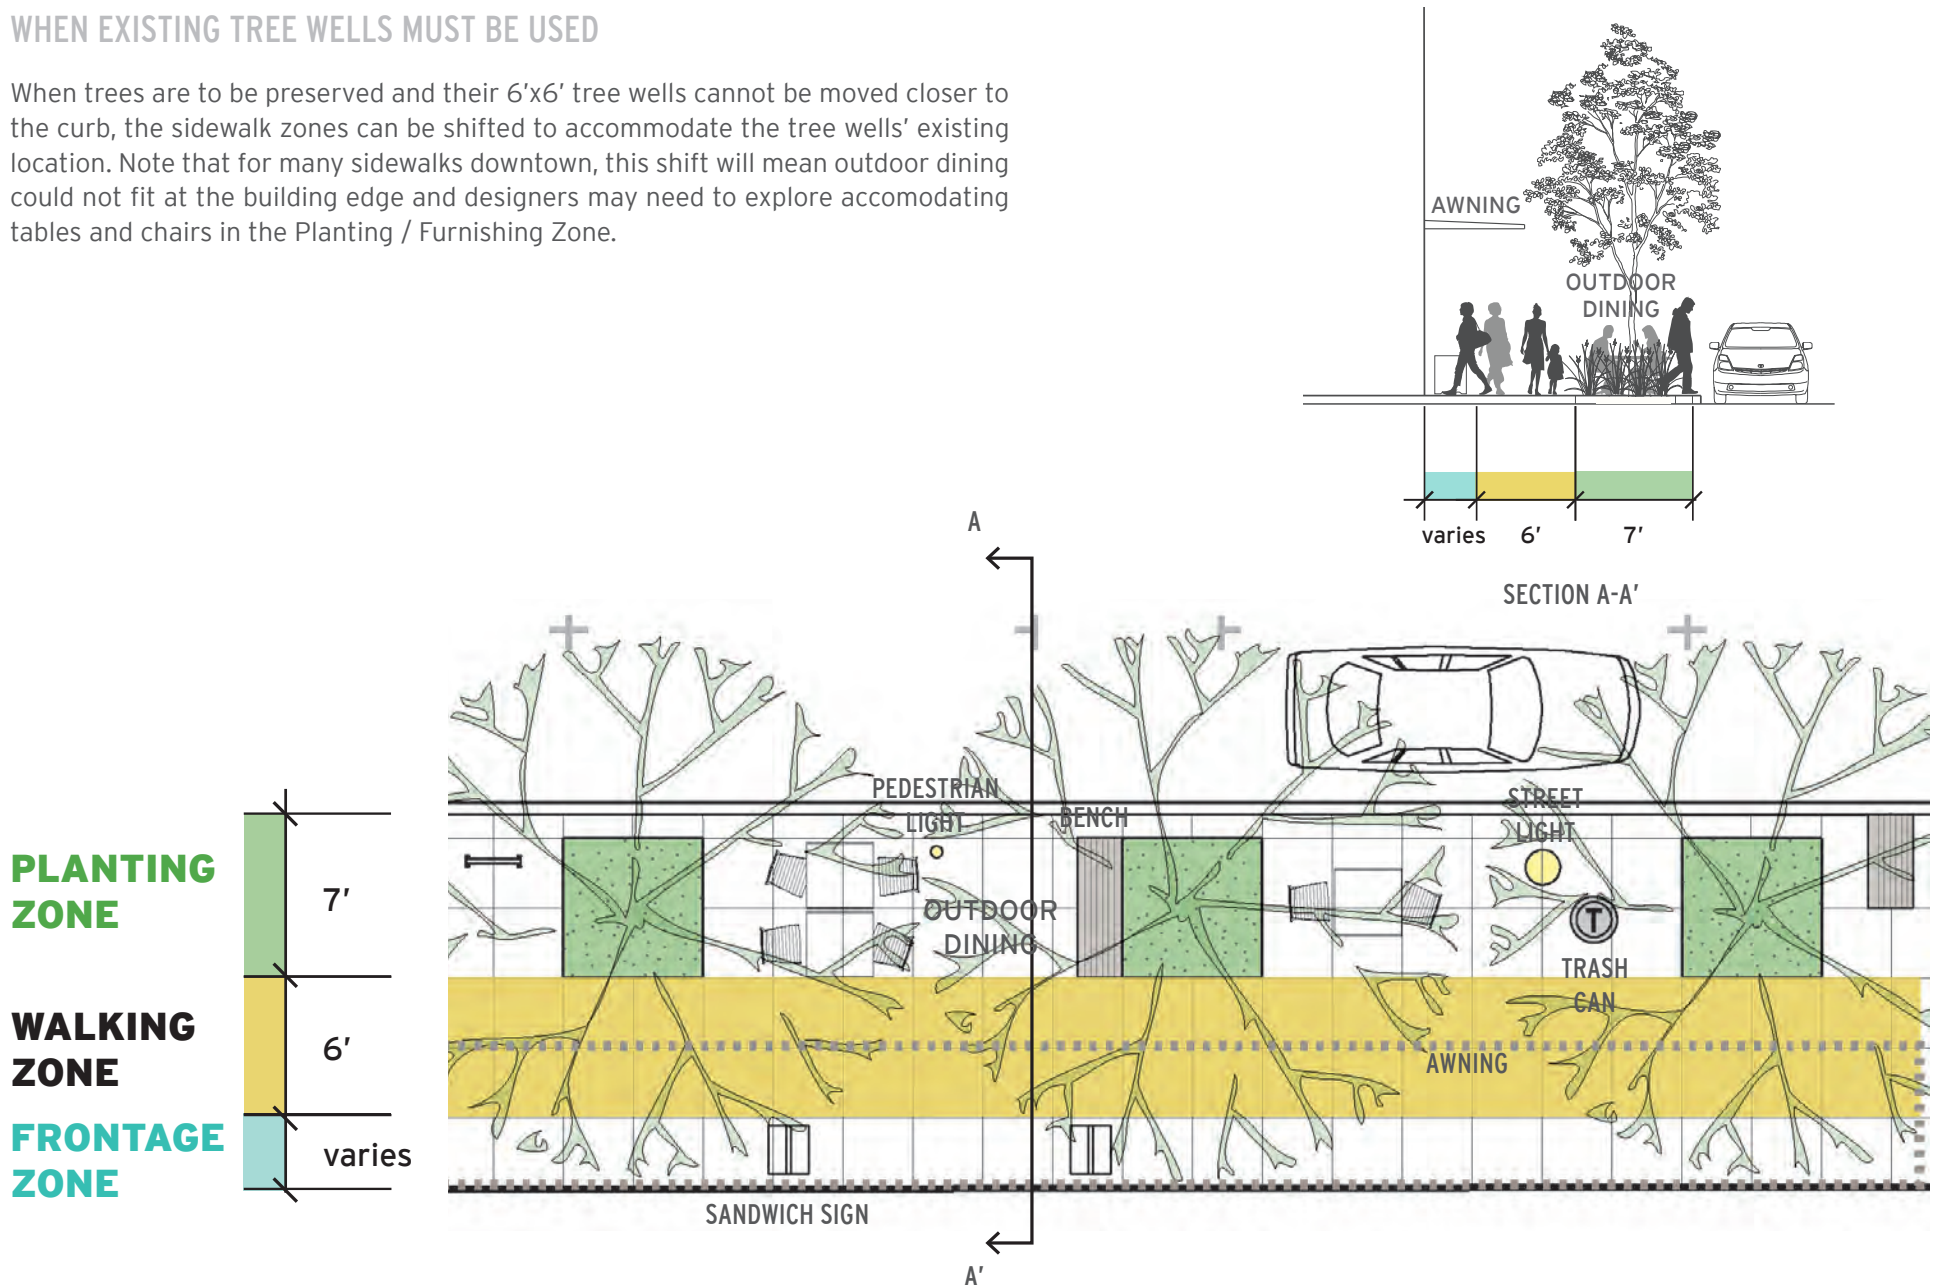 WHEN EXISTING TREE WELLS MUST BE USED
When trees are to be preserved and their 6’x6’ tree wells cannot be moved closer to
the curb, the sidewalk zones can be shifted to accommodate the tree wells’ existing
location. Note that for many sidewalks downtown, this shift will mean outdoor dining
could not fit at the building edge and designers may need to explore accomodating
tables and chairs in the Planting / Furnishing Zone.
AWNING
OUTDOOR
DINING
varies
6’
7’
SECTION A-A’
A
PEDESTRIAN
LIGHT
BENCH
STREET
LIGHT
OUTDOOR
DINING
T
TRASH
CAN
AWNING
PLANTING
ZONE
7’
WALKING
ZONE
6’
FRONTAGE
ZONE
varies
SANDWICH SIGN
A’